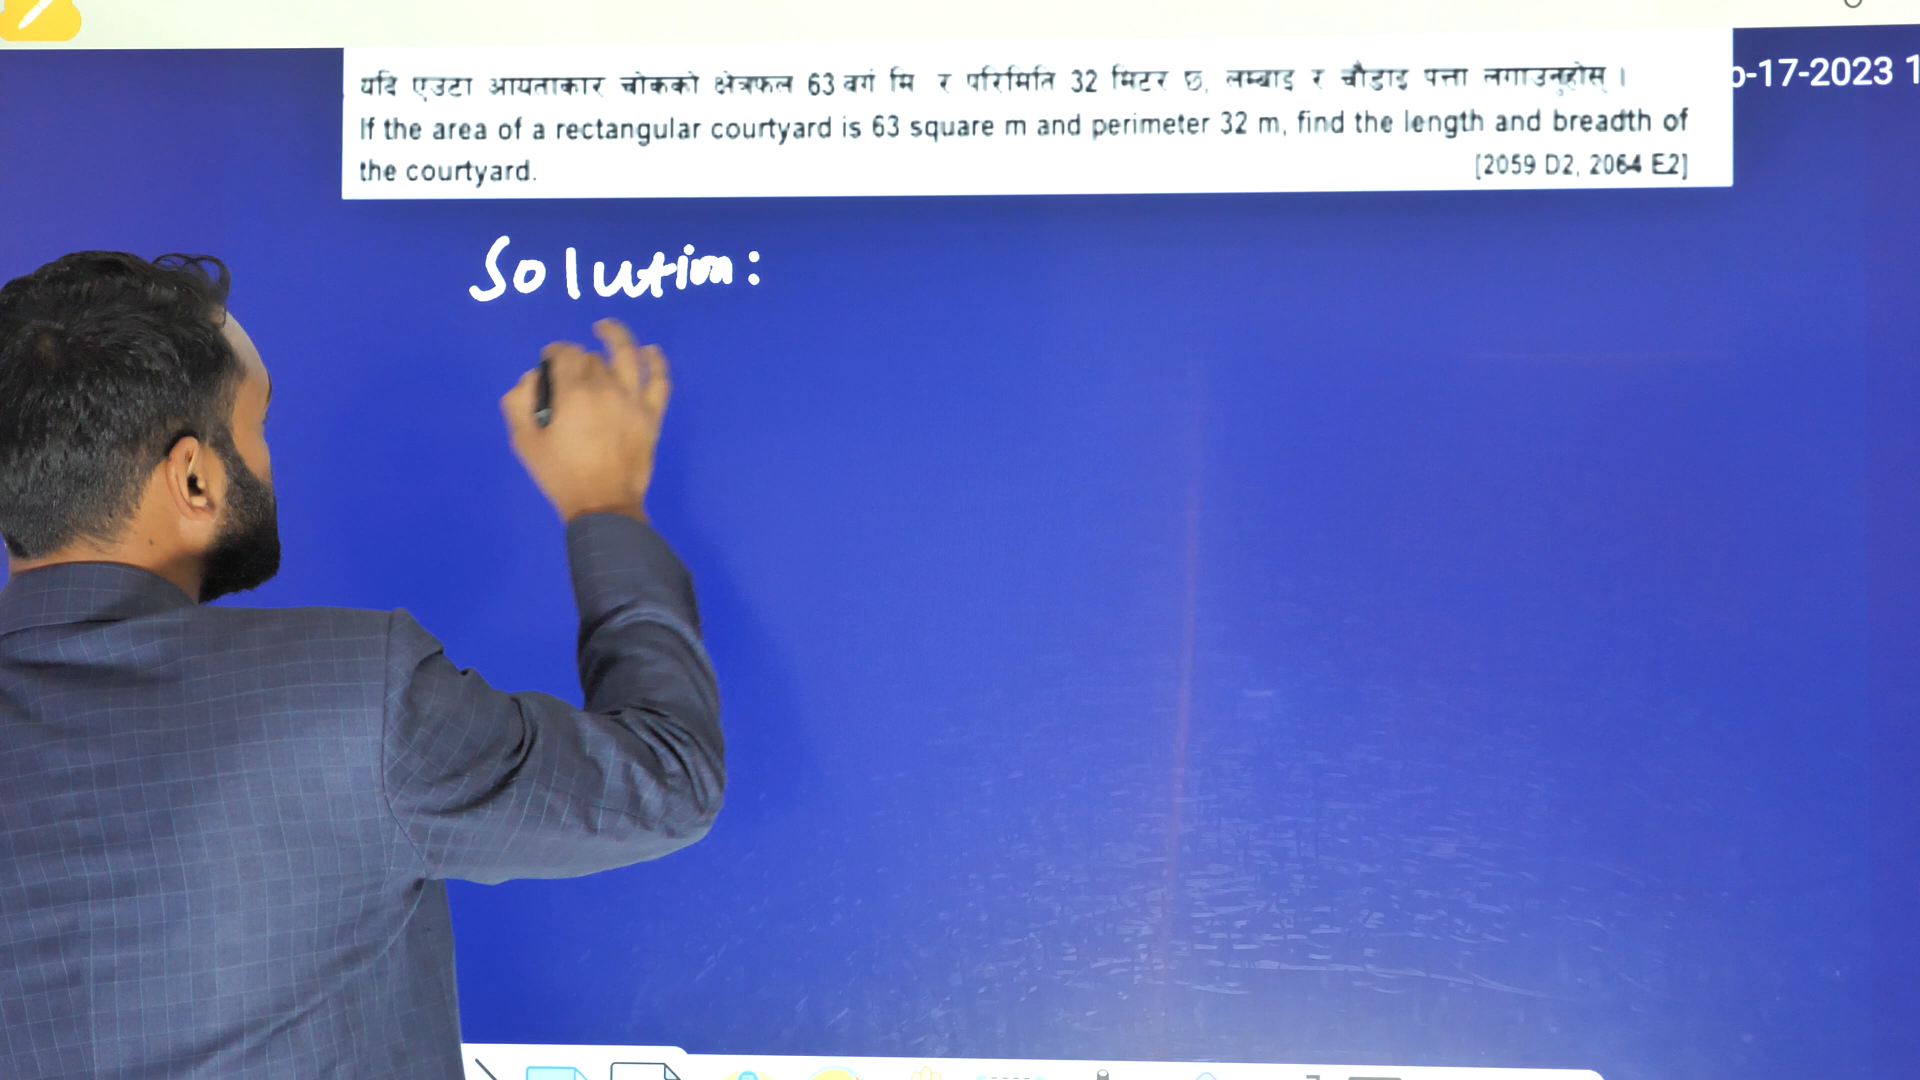 यदि एउटा आयताकार चोकको क्षेत्रफल 63 वर्ग मि र परिमिति 32 मिटर छ, लम्बाइ र चौडाइ पत्ता लगाउनुहोस् ।
If the area of a rectangular courtyard is 63 square m and perimeter 32 m, find the length and breadth of
the courtyard.
[2059 D2, 2064 E2]
-17-2023 1
Solution: